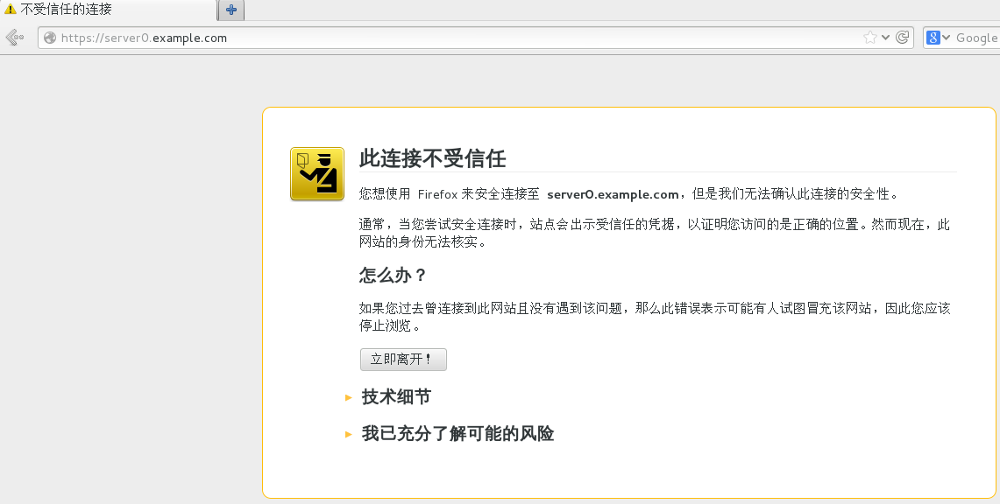 不受信任的连接
https://server0.example.com
Google
此连接不受信任
您想使用 Firefox 来安全连接至 server0.example.com，但是我们无法确认此连接的安全性。
通常，当您尝试安全连接时，站点会出示受信任的凭据，以证明您访问的是正确的位置。然而现在，此
网站的身份无法核实。
怎么办？
如果您过去曾连接到此网站且没有遇到该问题，那么此错误表示可能有人试图冒充该网站，因此您应该
停止浏览。
立即离开！
技术细节
我已充分了解可能的风险